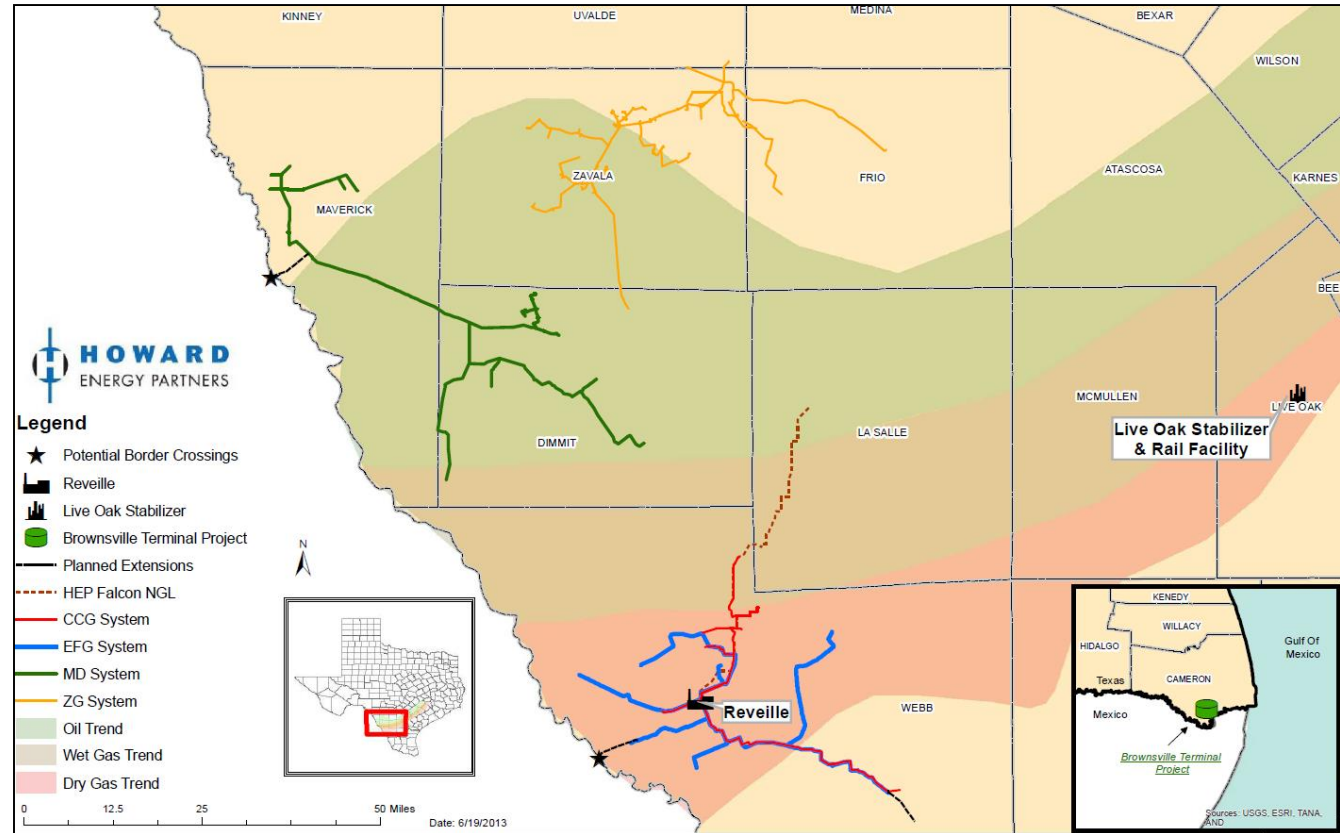 KINNEY
UVALDE
MEDINA
BEXAR
WILSON
ZAVALA
FRIO
ATASCOSA
KARNES
MAVERICK
BEE
HOWARD
ENERGY PARTNERS
DIMMIT
LA SALLE
MCMULLEN
LIVE OAK
Live Oak Stabilizer
& Rail Facility
Legend
Potential Border Crossings
Reveille
Live Oak Stabilizer
Brownsville Terminal Project
Planned Extensions
HEP Falcon NGL
CCG System
EFG System
MD System
ZG System
Oil Trend
Wet Gas Trend
Dry Gas Trend
0 12.5 25 50 Miles
Date: 6/19/2013
N
Reveille
WEBB
KENEDY
WILLACY
HIDALGO
CAMERON
Gulf Of
Mexico
Texas
Mexico
Brownsville Terminal
Project
Sources: USGS, ESRI, TANA,
AND